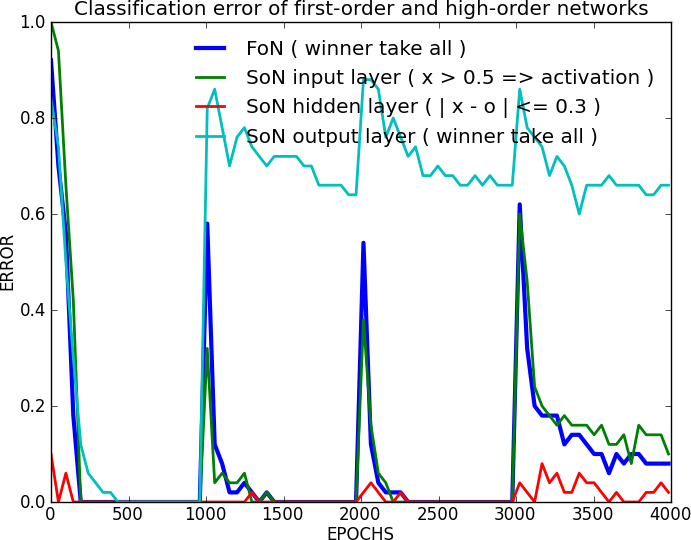 Classification error of first-order and high-order networks
FoN ( winner take all )
SoN input layer ( x > 0.5 => activation )
SoN hidden layer ( | x - o | <= 0.3 )
SoN output layer ( winner take all )
ERROR
1.0
0.8
0.6
0.4
0.2
0.0
0 500 1000 1500 2000 2500 3000 3500 4000
EPOCHS